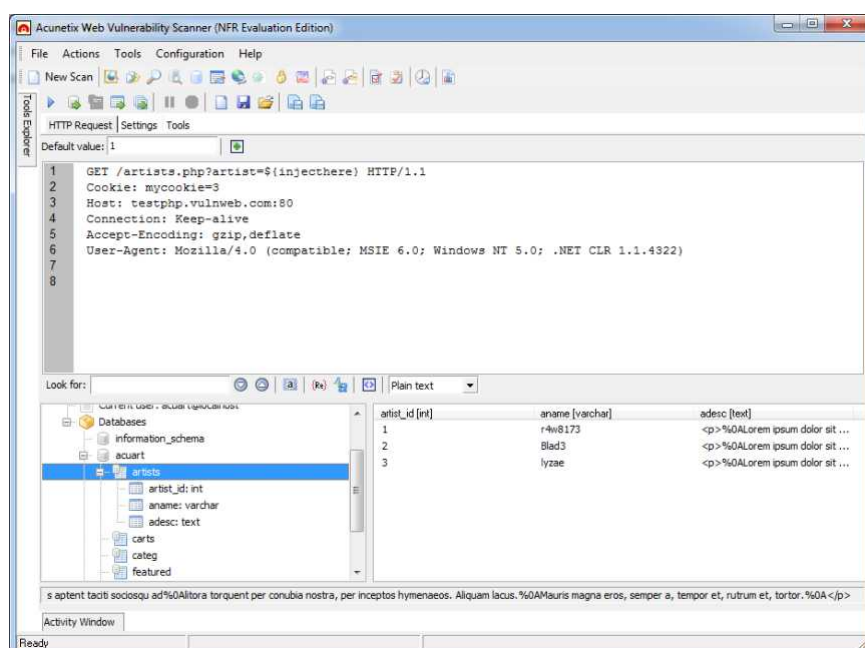 Acunetix Web Vulnerability Scanner (NFR Evaluation Edition)
File Actions Tools Configuration Help
New Scan
Tools Explorer
HTTP Request Settings Tools
Default value: 1
1 GET /artists.php?artist=${injecthere} HTTP/1.1
2 Cookie: mycookie=3
3 Host: testphp.vulnweb.com:80
4 Connection: Keep-alive
5 Accept-Encoding: gzip,deflate
6 User-Agent: Mozilla/4.0 (compatible; MSIE 6.0; Windows NT 5.0; .NET CLR 1.1.4322)
7
8
Look for: Plain text
Current user: acuart@localhost
Databases
information_schema
acuart
artists
artist_id: int
aname: varchar
adesc: text
carts
categ
featured
artist_id [int] aname [varchar] adesc [text]
1 r4w8173 <p>%0ALorem ipsum dolor sit ...
2 Blad3 <p>%0ALorem ipsum dolor sit ...
3 lyzae <p>%0ALorem ipsum dolor sit ...
s aptent taciti sociosqu ad%0Alitora torquent per conubia nostra, per inceptos hymenaeos. Aliquam lacus.%0AMauris magna eros, semper a, tempor et, rutrum et, tortor.%0A</p>
Activity Window
Ready